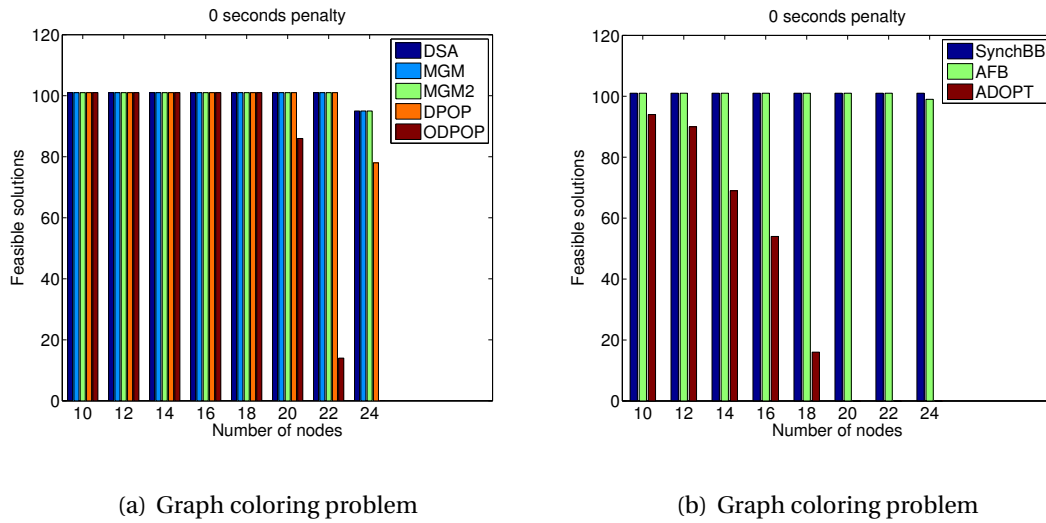 0 seconds penalty
120
100
80
60
40
20
0
Feasible solutions
10 12 14 16 18 20 22 24
Number of nodes
DSA
MGM
MGM2
DPOP
ODPOP
(a) Graph coloring problem
0 seconds penalty
120
100
80
60
40
20
0
Feasible solutions
10 12 14 16 18 20 22 24
Number of nodes
SynchBB
AFB
ADOPT
(b) Graph coloring problem